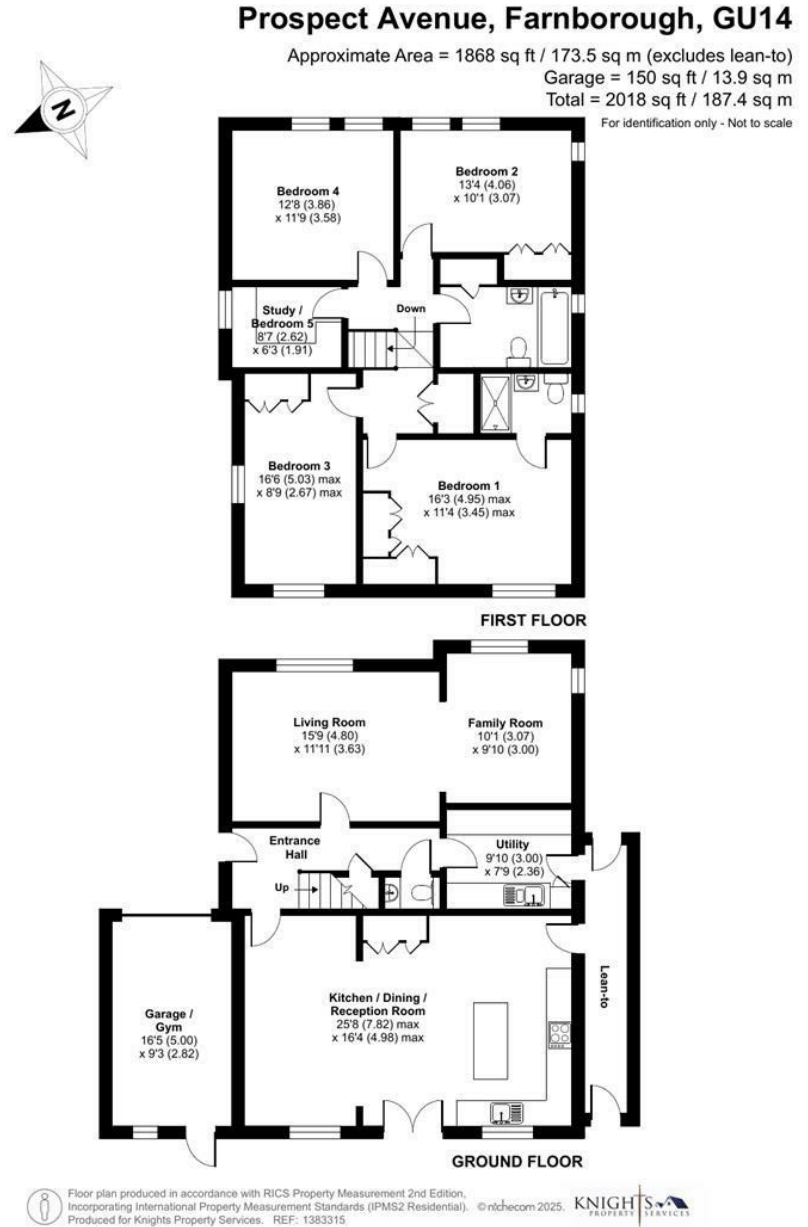 Prospect Avenue, Farnborough, GU14
Approximate Area = 1868 sq ft / 173.5 sq m (excludes lean-to)
Garage = 150 sq ft / 13.9 sq m
Total = 2018 sq ft / 187.4 sq m
For identification only - Not to scale
N
Bedroom 4
12'8 (3.86)
x 11'9 (3.58)
Bedroom 2
13'4 (4.06)
x 10'1 (3.07)
Study /
Bedroom 5
8'7 (2.62)
x 6'3 (1.91)
Down
Bedroom 3
16'6 (5.03) max
x 8'9 (2.67) max
Bedroom 1
16'3 (4.95) max
x 11'4 (3.45) max
FIRST FLOOR
Living Room
15'9 (4.80)
x 11'11 (3.63)
Family Room
10'1 (3.07)
x 9'10 (3.00)
Entrance
Hall
Up
Utility
9'10 (3.00)
x 7'9 (2.36)
Lean-to
Garage /
Gym
16'5 (5.00)
x 9'3 (2.82)
Kitchen / Dining /
Reception Room
25'8 (7.82) max
x 16'4 (4.98) max
GROUND FLOOR
Floor plan produced in accordance with RICS Property Measurement 2nd Edition,
Incorporating International Property Measurement Standards (IPMS2 Residential). © nichecom 2025.
Produced for Knights Property Services. REF: 1383315
KNIGHTS
PROPERTY SERVICES